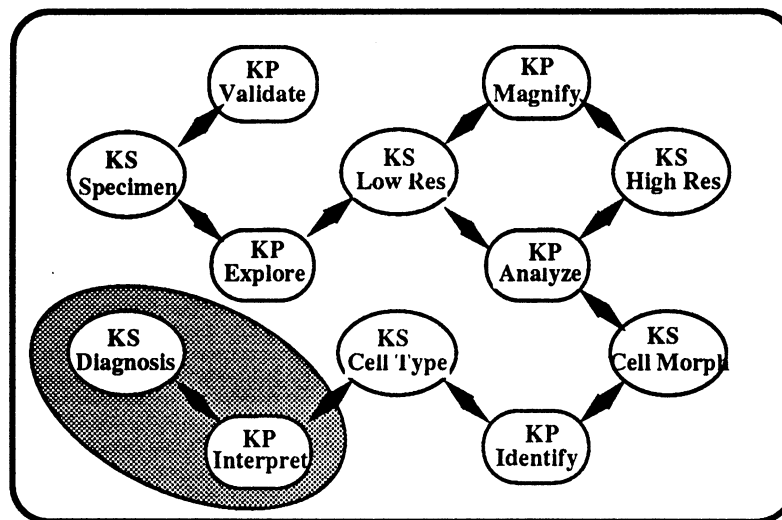 KP
Validate
KP
Magnify
KS
Specimen
KS
Low Res
KS
High Res
KP
Explore
KP
Analyze
KS
Diagnosis
KS
Cell Type
KS
Cell Morph
KP
Interpret
KP
Identify